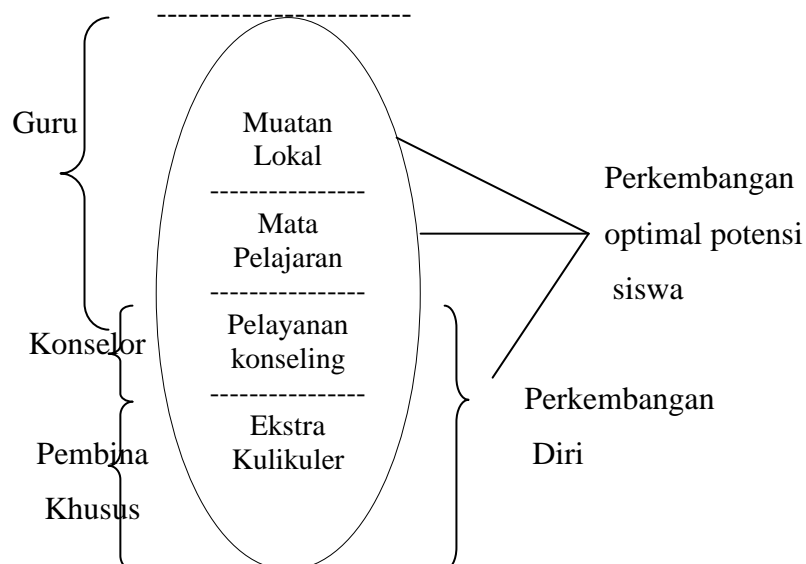 Guru
Muatan
Lokal
Mata
Pelajaran
Perkembangan
optimal potensi
siswa
Konselor
Pelayanan
konseling
Pembina
Khusus
Ekstra
Kulikuler
Perkembangan
Diri